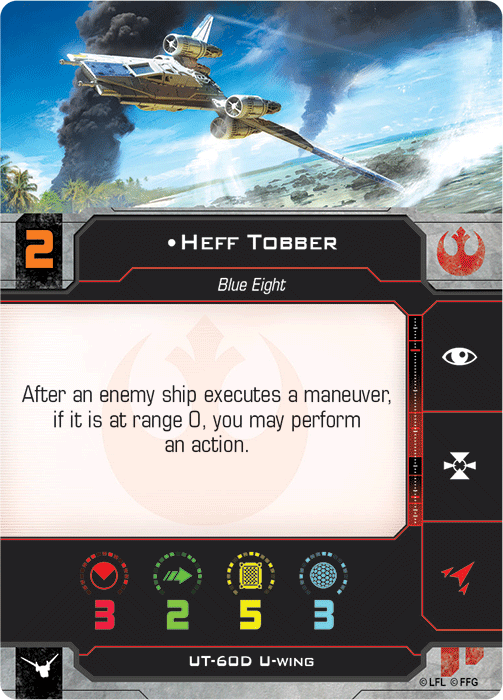 2
•Heff Tobber
Blue Eight
After an enemy ship executes a maneuver,
if it is at range 0, you may perform
an action.
3 2 5 3
UT-60D U-wing
©LFL ©FFG